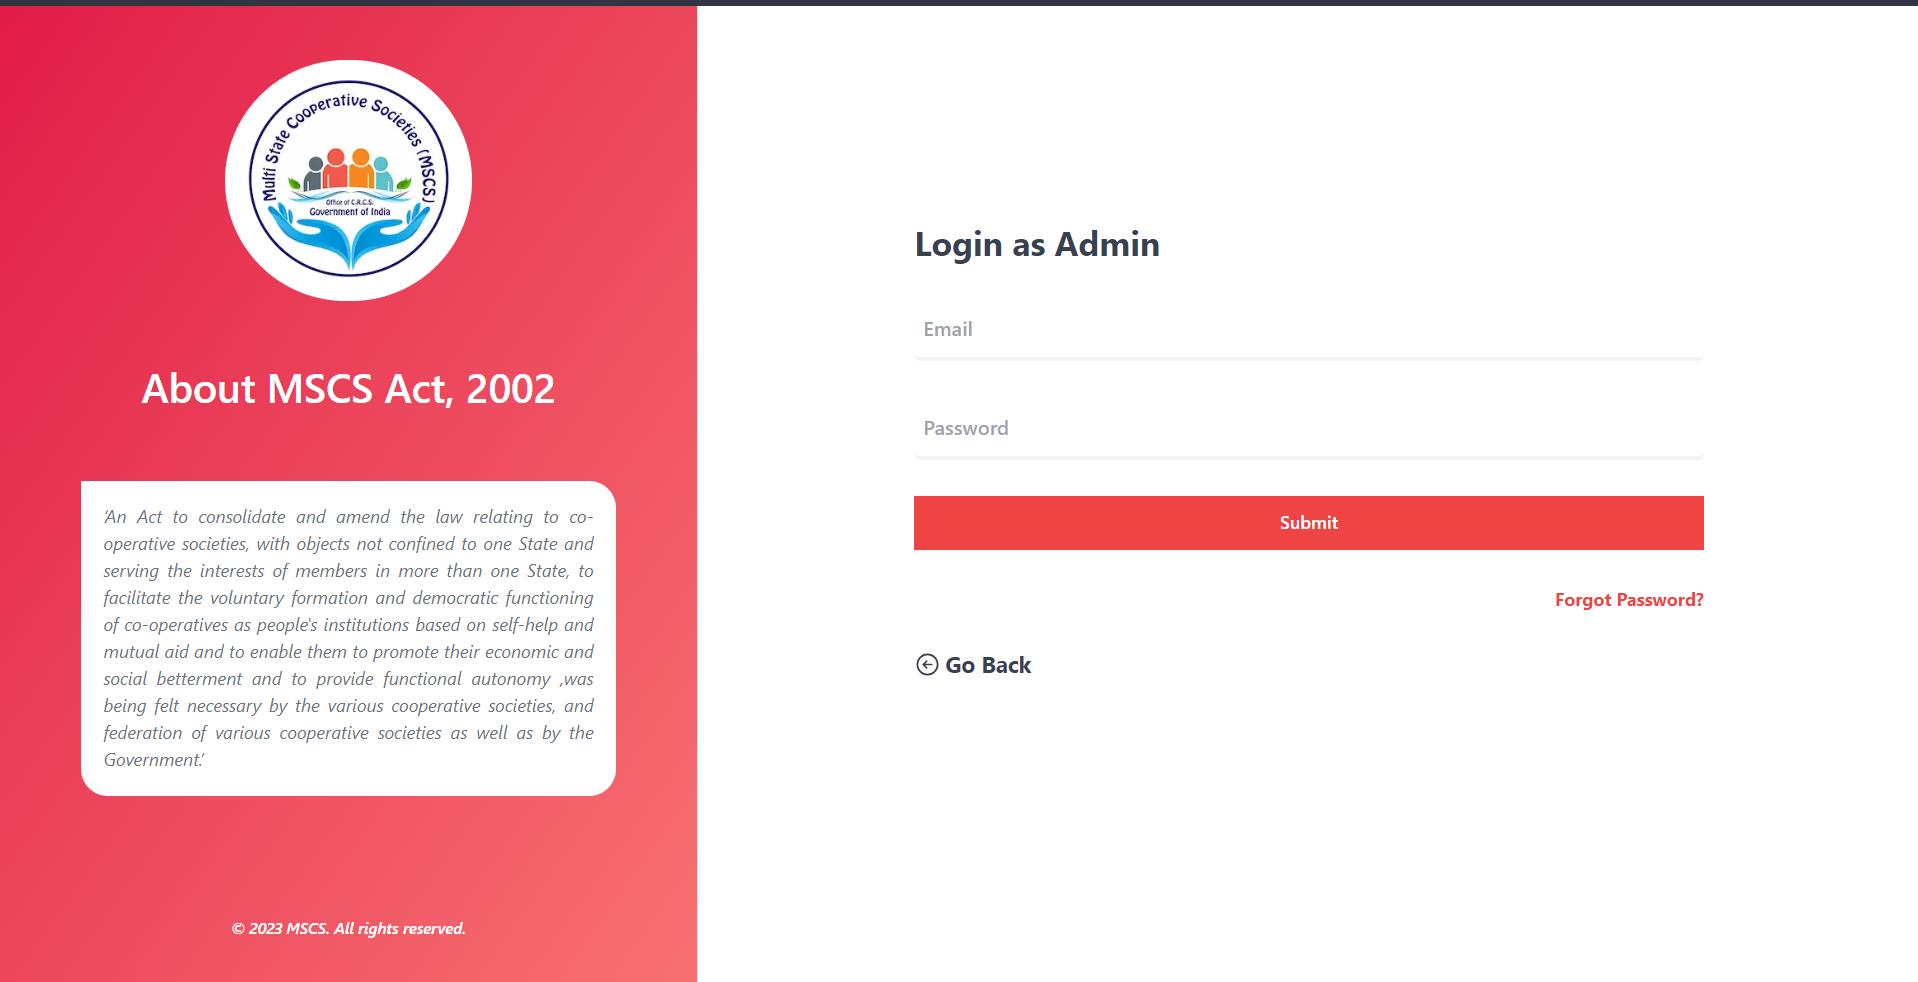 Multi State Cooperative Societies (MSCS)
Office of C.R.C.S.
Government of India
About MSCS Act, 2002
‘An Act to consolidate and amend the law relating to co-
operative societies, with objects not confined to one State and
serving the interests of members in more than one State, to
facilitate the voluntary formation and democratic functioning
of co-operatives as people's institutions based on self-help and
mutual aid and to enable them to promote their economic and
social betterment and to provide functional autonomy ,was
being felt necessary by the various cooperative societies, and
federation of various cooperative societies as well as by the
Government.’
© 2023 MSCS. All rights reserved.
Login as Admin
Email
Password
Submit
Forgot Password?
Go Back